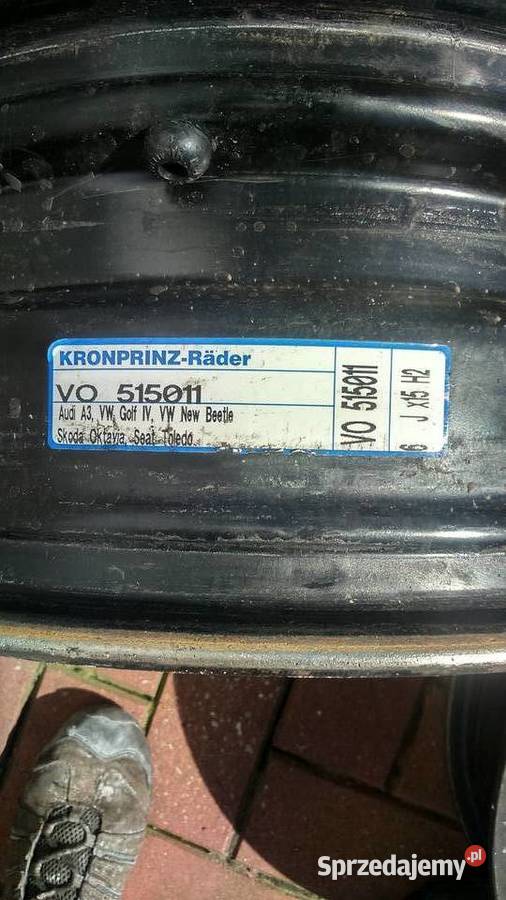 KRONPRINZ-Räder
VO 515011
Audi A3, VW Golf IV, VW New Beetle
Skoda Oktavia, Seat Toledo
VO 515011
6 J x15 H2
Sprzedajemy.pl